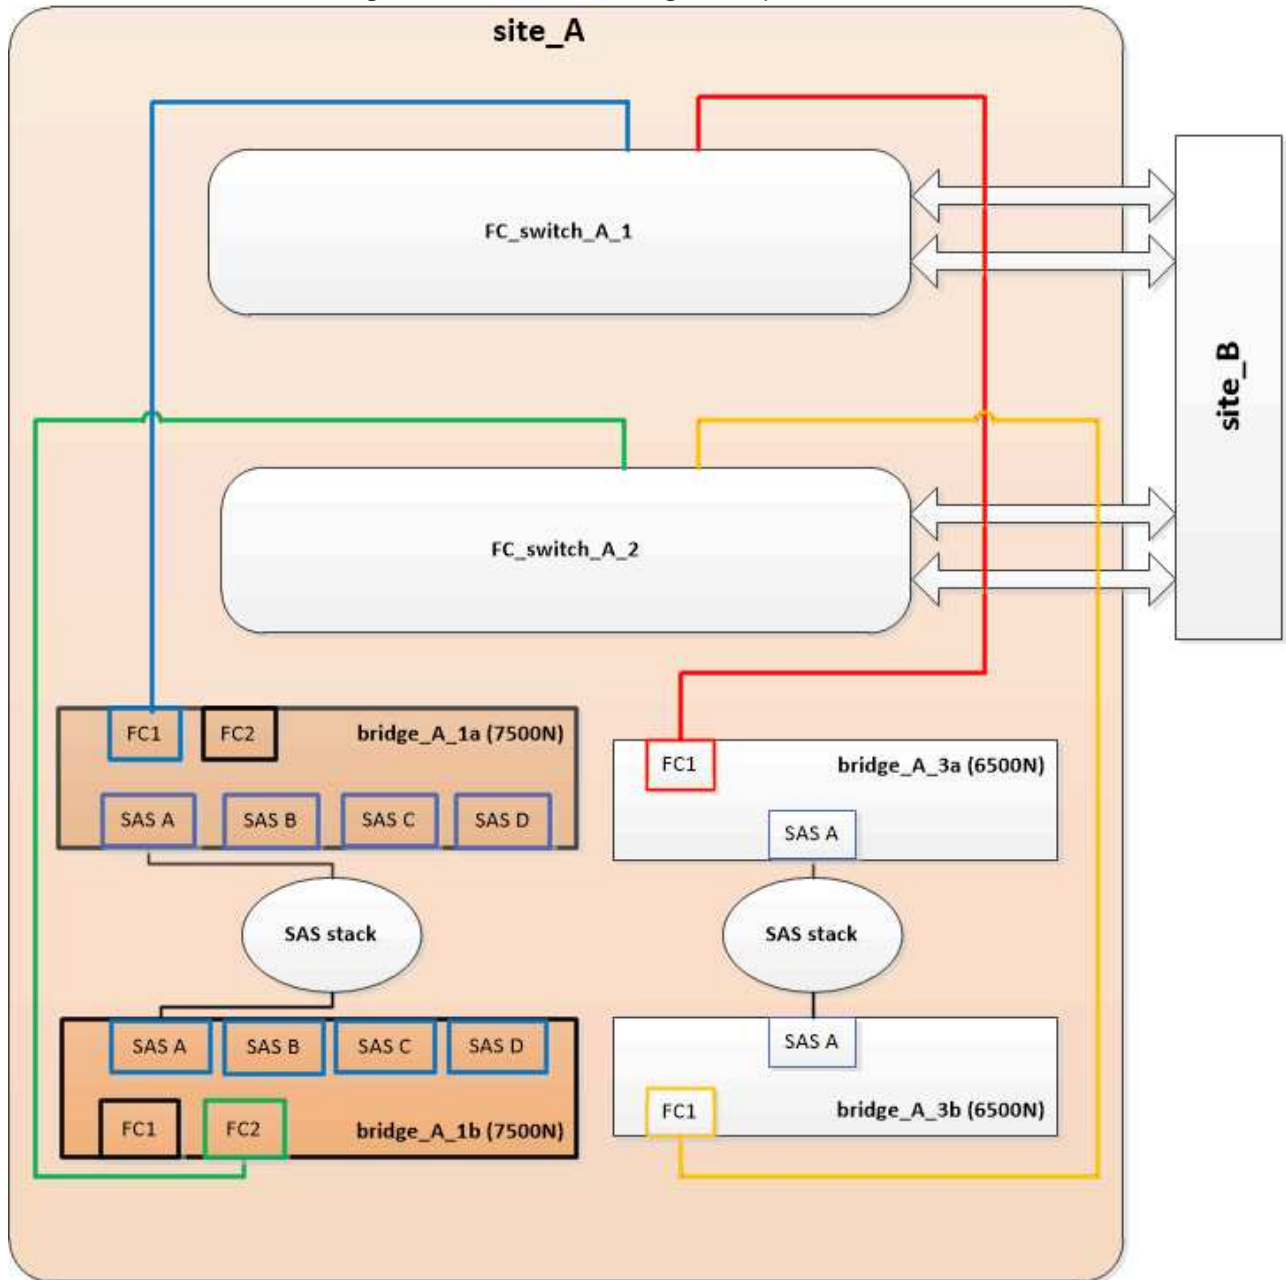 site_A
FC_switch_A_1
site_B
FC_switch_A_2
FC1 FC2 bridge_A_1a (7500N)
FC1 bridge_A_3a (6500N)
SAS A SAS B SAS C SAS D
SAS A
SAS stack SAS stack
SAS A SAS B SAS C SAS D
SAS A
FC1 FC2 bridge_A_1b (7500N)
FC1 bridge_A_3b (6500N)